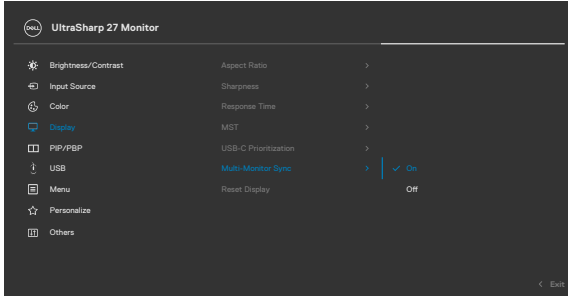 DELL UltraSharp 27 Monitor
Brightness/Contrast
Input Source
Color
Display
PIP/PBP
USB
Menu
Personalize
Others
Aspect Ratio
Sharpness
Response Time
MST
USB-C Prioritization
Multi-Monitor Sync
Reset Display
On
Off
Exit